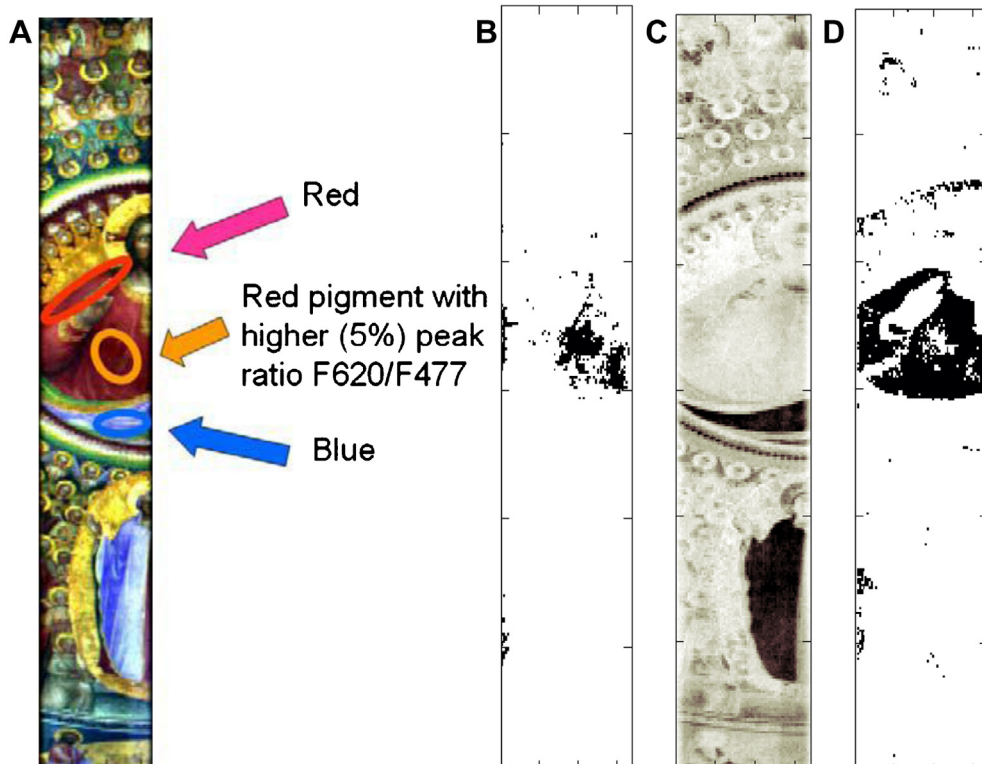 A
B
C
D
Red
Red pigment with
higher (5%) peak
ratio F620/F477
Blue